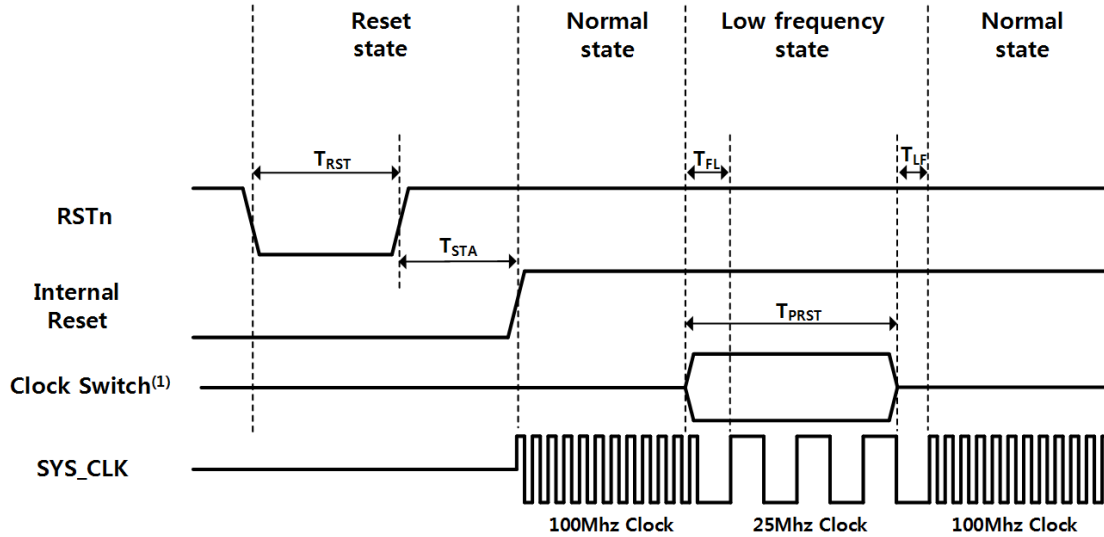 Reset
state
Normal
state
Low frequency
state
Normal
state
TRST
TFL
TLF
RSTn
TSTA
Internal
Reset
TPRST
Clock Switch(1)
SYS_CLK
100Mhz Clock
25Mhz Clock
100Mhz Clock